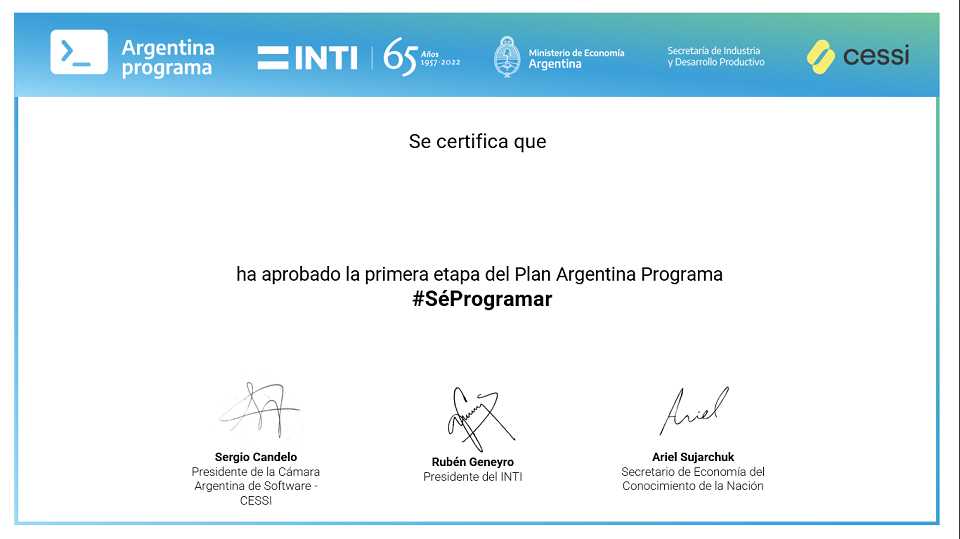 Argentina
programa
INTI
65 Años
1957-2022
Ministerio de Economía
Argentina
Secretaría de Industria
y Desarrollo Productivo
cessi
Se certifica que
ha aprobado la primera etapa del Plan Argentina Programa
#SéProgramar
Ariel
Sergio Candelo
Presidente de la Cámara
Argentina de Software -
CESSI
Rubén Geneyro
Presidente del INTI
Ariel Sujarchuk
Secretario de Economía del
Conocimiento de la Nación